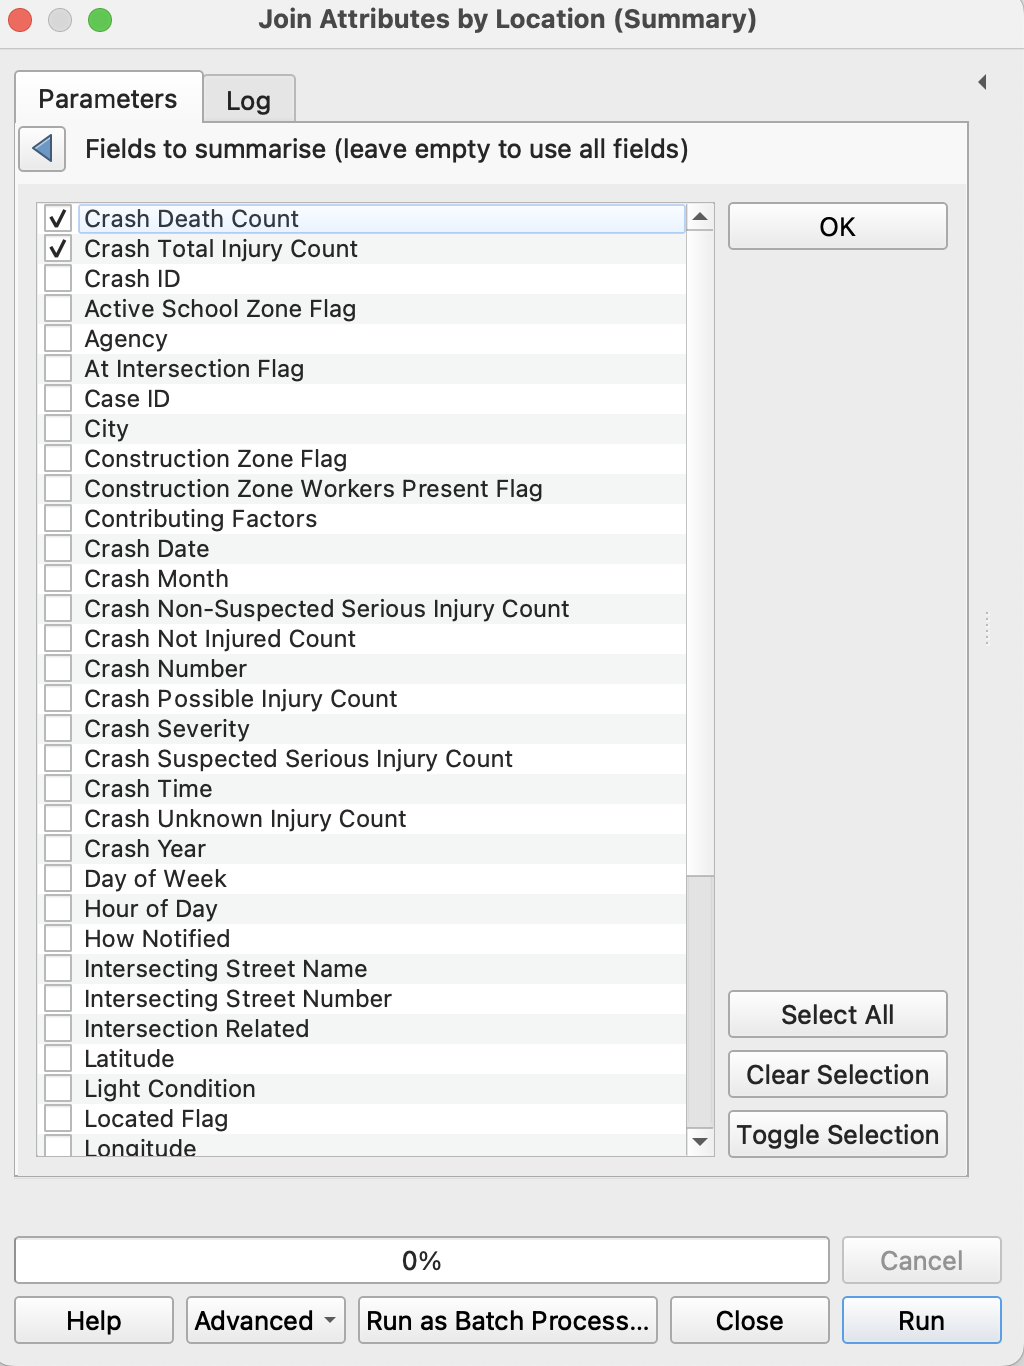 Join Attributes by Location (Summary)
Parameters
Log
Fields to summarise (leave empty to use all fields)
Crash Death Count
Crash Total Injury Count
Crash ID
Active School Zone Flag
Agency
At Intersection Flag
Case ID
City
Construction Zone Flag
Construction Zone Workers Present Flag
Contributing Factors
Crash Date
Crash Month
Crash Non-Suspected Serious Injury Count
Crash Not Injured Count
Crash Number
Crash Possible Injury Count
Crash Severity
Crash Suspected Serious Injury Count
Crash Time
Crash Unknown Injury Count
Crash Year
Day of Week
Hour of Day
How Notified
Intersecting Street Name
Intersecting Street Number
Intersection Related
Latitude
Light Condition
Located Flag
Longitude
OK
Select All
Clear Selection
Toggle Selection
0%
Cancel
Help
Advanced
Run as Batch Process...
Close
Run